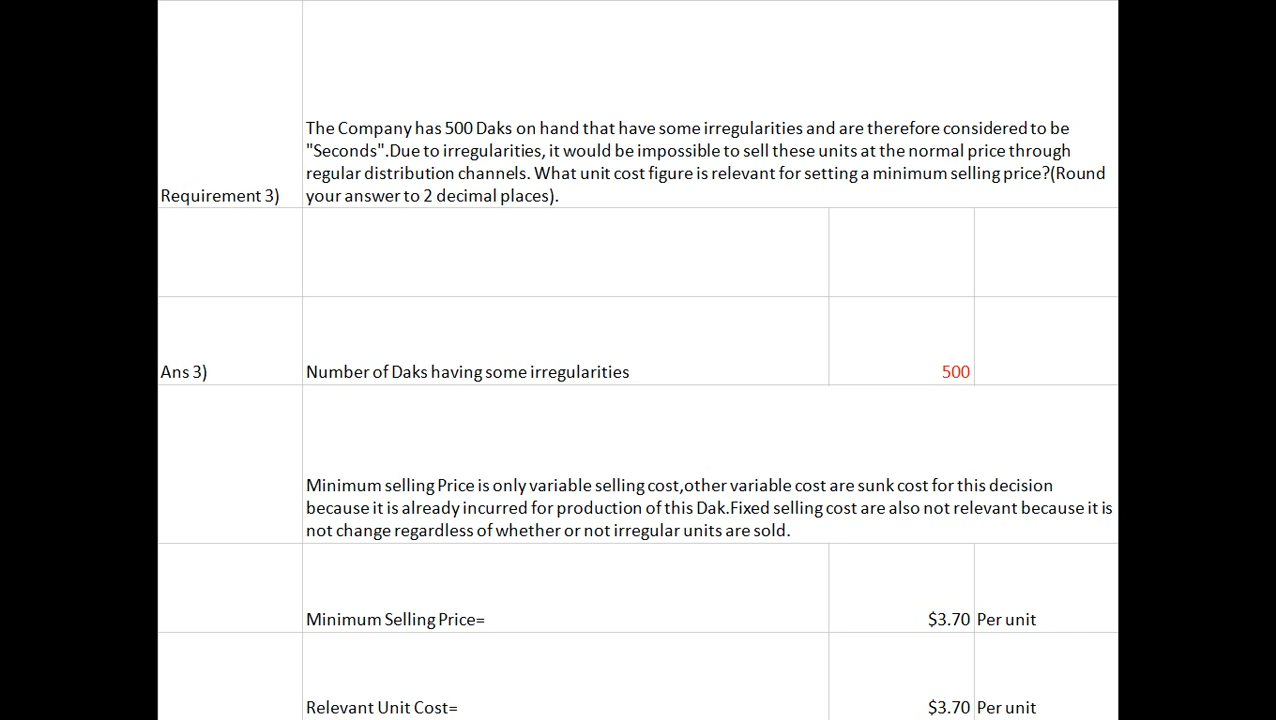 The Company has 500 Daks on hand that have some irregularities and are therefore considered to be
"Seconds".Due to irregularities, it would be impossible to sell these units at the normal price through
regular distribution channels. What unit cost figure is relevant for setting a minimum selling price?(Round
Requirement 3) your answer to 2 decimal places).
Ans 3) Number of Daks having some irregularities 500
Minimum selling Price is only variable selling cost,other variable cost are sunk cost for this decision
because it is already incurred for production of this Dak.Fixed selling cost are also not relevant because it is
not change regardless of whether or not irregular units are sold.
Minimum Selling Price= $3.70 Per unit
Relevant Unit Cost= $3.70 Per unit